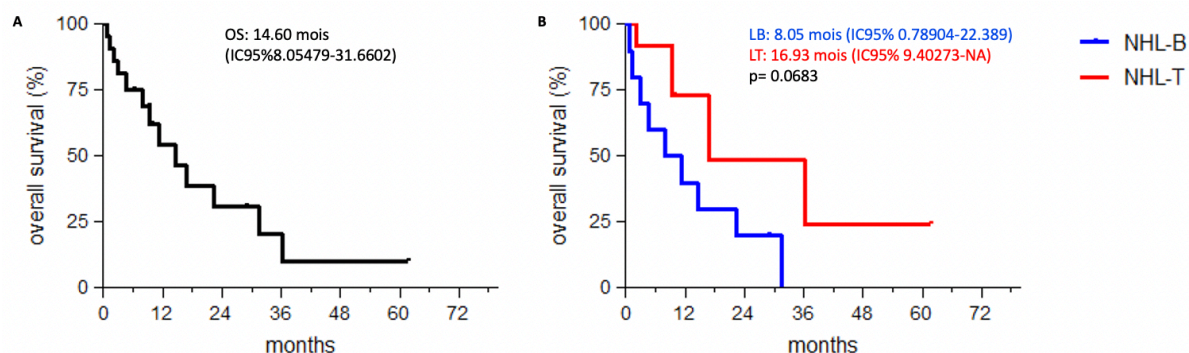 A
OS: 14.60 mois
(IC95%8.05479-31.6602)
overall survival (%)
100
75
50
25
0
0 12 24 36 48 60 72
months
B
LB: 8.05 mois (IC95% 0.78904-22.389)
LT: 16.93 mois (IC95% 9.40273-NA)
p= 0.0683
overall survival (%)
100
75
50
25
0
0 12 24 36 48 60 72
months
NHL-B
NHL-T